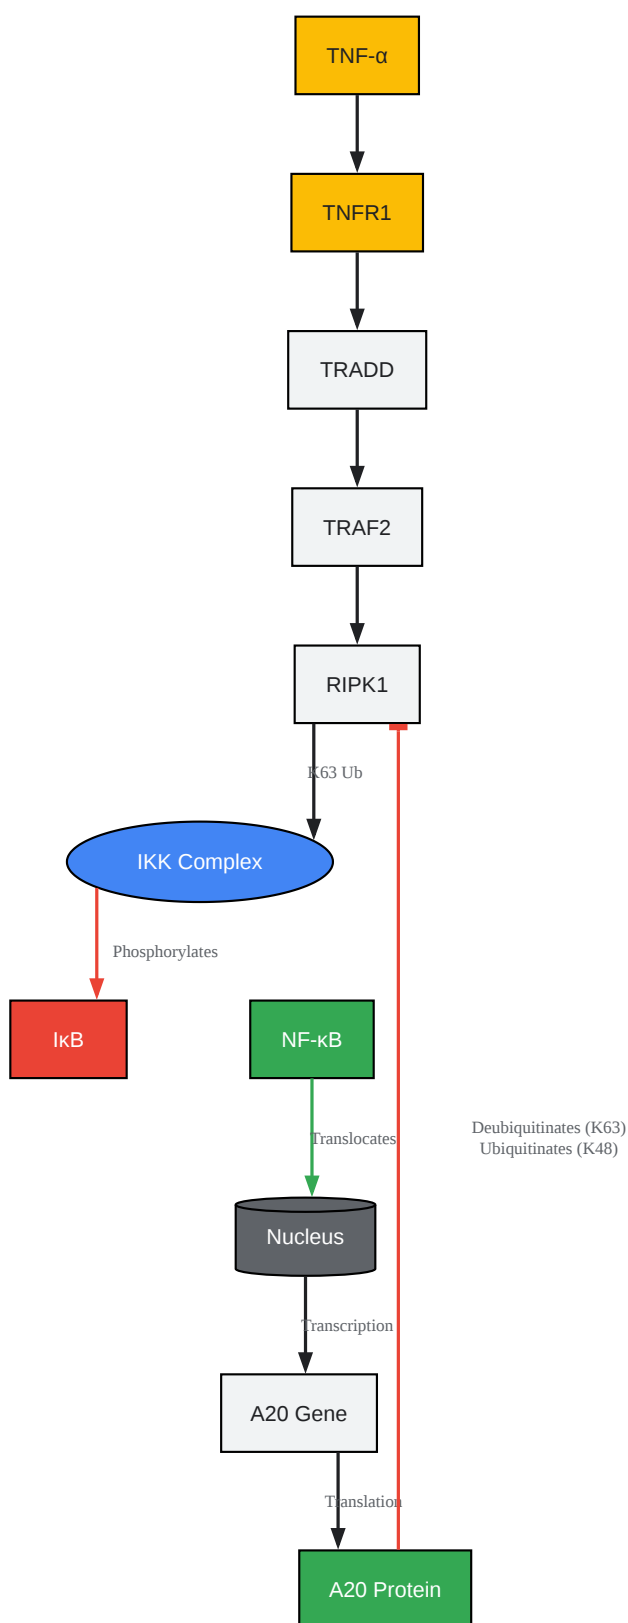 TNF-α
TNFR1
TRADD
TRAF2
RIPK1
K63 Ub
IKK Complex
Phosphorylates
IκB
NF-κB
Deubiquitinates (K63)
Ubiquitinates (K48)
Translocates
Nucleus
Transcription
A20 Gene
Translation
A20 Protein